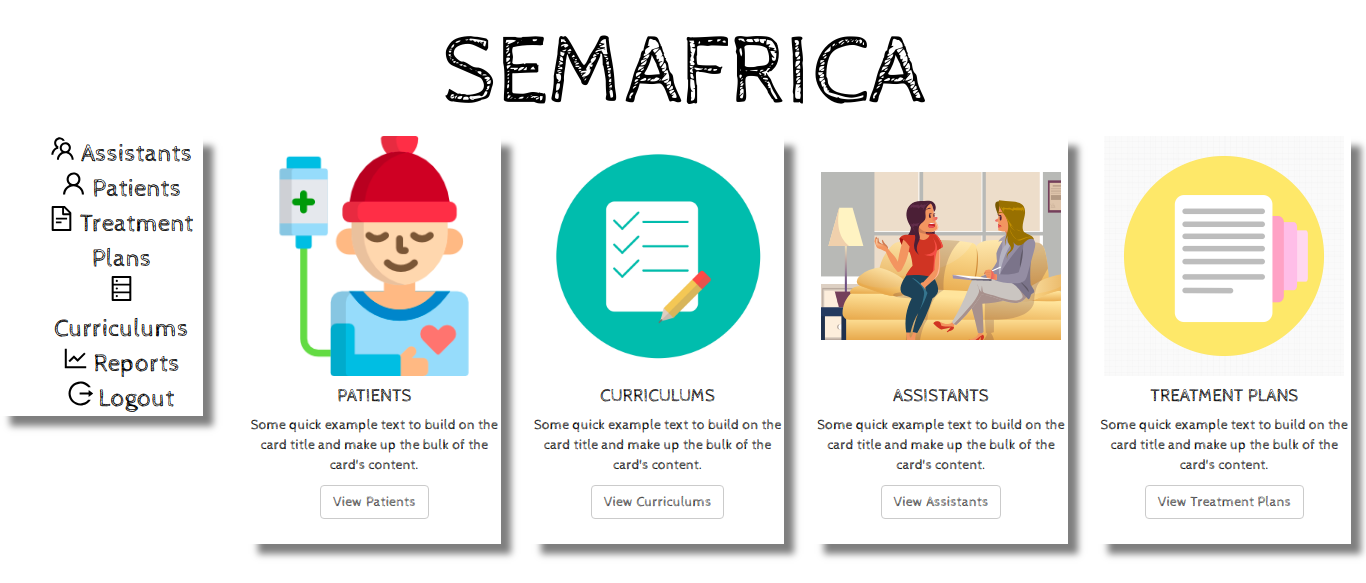 SEMAFRICA
Assistants
Patients
Treatment
Plans
Curriculums
Reports
Logout
PATIENTS
Some quick example text to build on the
card title and make up the bulk of the
card's content.
View Patients
CURRICULUMS
Some quick example text to build on the
card title and make up the bulk of the
card's content.
View Curriculums
ASSISTANTS
Some quick example text to build on the
card title and make up the bulk of the
card's content.
View Assistants
TREATMENT PLANS
Some quick example text to build on the
card title and make up the bulk of the
card's content.
View Treatment Plans